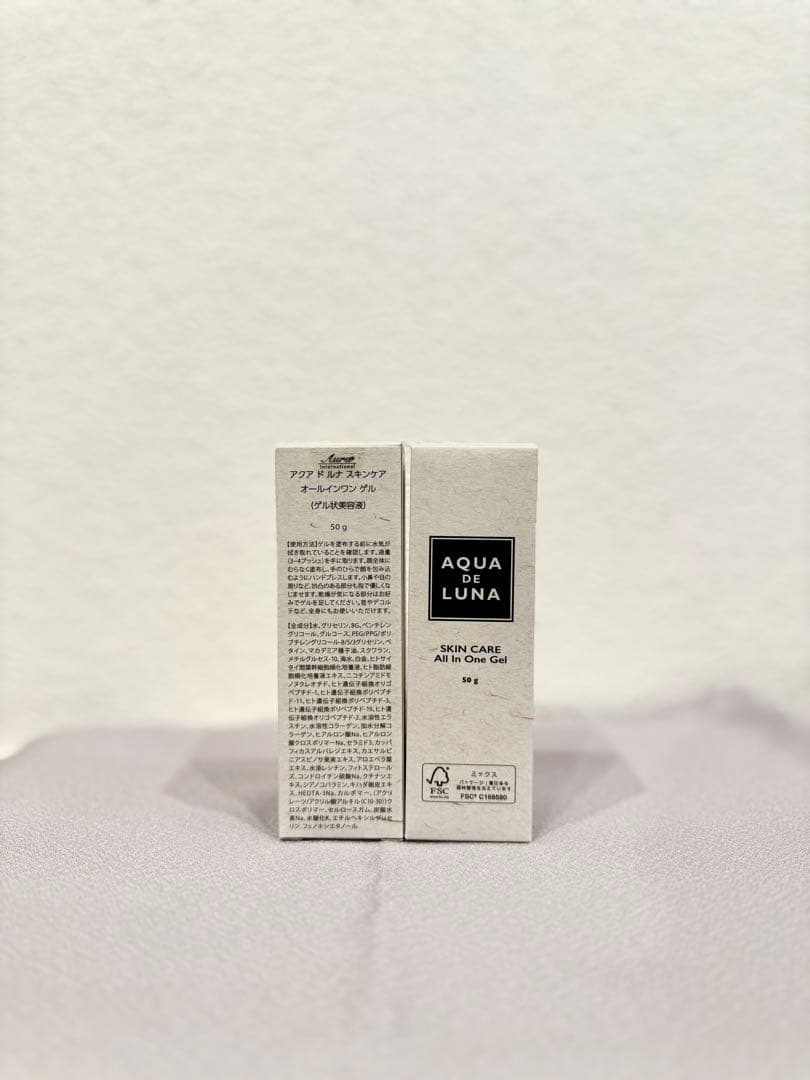 Aurea
International
アクア ド ルナ スキンケア
オールインワン ゲル
(ゲル状美容液)
50 g
【使用方法】ゲルを塗布する前に水気が
拭き取れていることを確認します。適量
(3~4プッシュ)を手に取ります。顔全体に
むらなく塗布し、手のひらで顔を包み込
むようにハンドプレスします。小鼻や目の
周りなど、凹凸のある部分も指で優しくな
じませます。乾燥が気になる部分はお好
みでゲルを足してください。首やデコル
テなど、全身にもお使いいただけます。
【全成分】水、グリセリン、BG、ペンチレン
グリコール、グルコース、PEG/PPG/ポリ
ブチレングリコール-8/5/3グリセリン、ベ
タイン、マカデミア種子油、スクワラン、
メチルグルセス-10、海水、白金、ヒトサイ
タイ間葉幹細胞順化培養液、ヒト脂肪細
胞順化培養液エキス、ニコチンアミドモ
ノヌクレオチド、ヒト遺伝子組換オリゴ
ペプチド-1、ヒト遺伝子組換ポリペプチ
ド-11、ヒト遺伝子組換ポリペプチド-3、
ヒト遺伝子組換ポリペプチド-19、ヒト遺
伝子組換オリゴペプチド-2、水溶性エラ
スチン、水溶性コラーゲン、加水分解コ
ラーゲン、ヒアルロン酸Na、ヒアルロン
酸クロスポリマーNa、セラミド3、カッパ
フィカスアルバレジエキス、カエサルピ
ニアスピノサ果実エキス、アロエベラ葉
エキス、水添レシチン、フィトステロール
ズ、コンドロイチン硫酸Na、クチナシエ
キス、シアノコバラミン、キハダ樹皮エキ
ス、HEDTA-3Na、カルボマー、(アクリ
レーツ/アクリル酸アルキル(C10-30))ク
ロスポリマー、セルロースガム、炭酸水
素Na、水酸化K、エチルヘキシルグリセ
リン、フェノキシエタノール
AQUA
DE
LUNA
SKIN CARE
All In One Gel
50 g
FSC
ミックス
パッケージ | 責任ある
森林管理を支えています
FSC® C168580